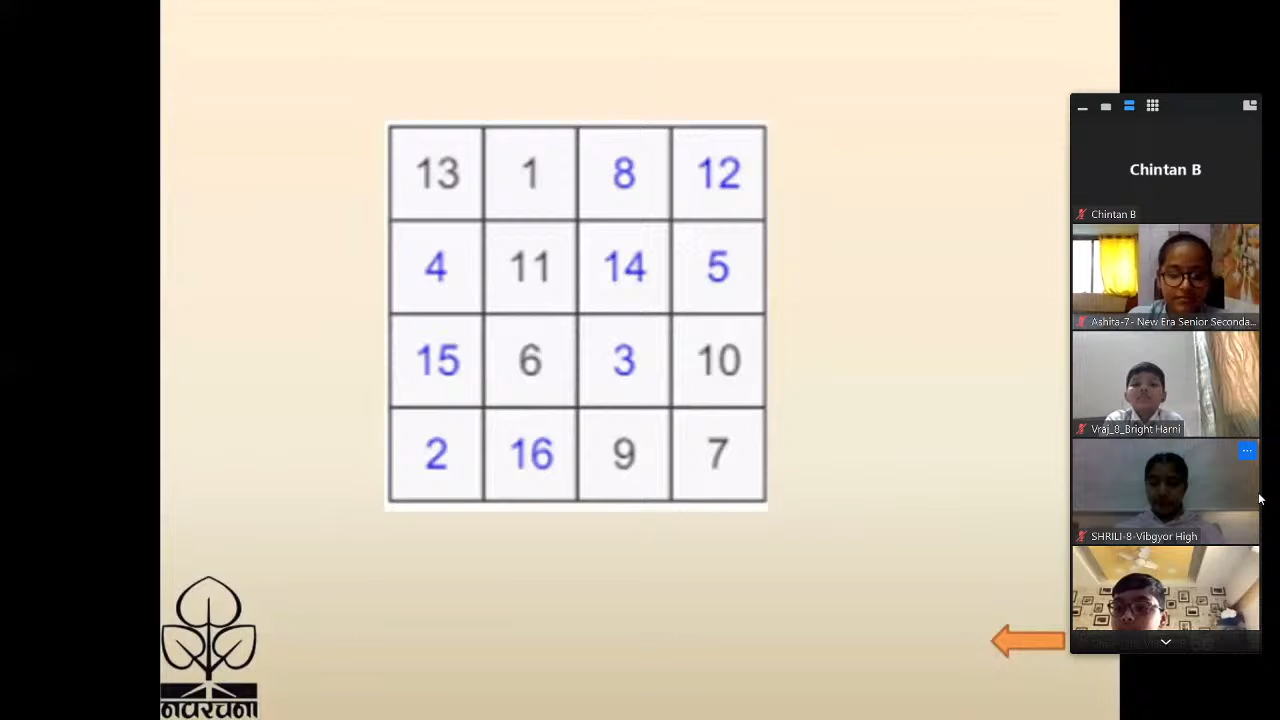 13 1 8 12
4 11 14 5
15 6 3 10
2 16 9 7
नवरचना
Chintan B
Chintan B
Ashita-7- New Era Senior Seconda...
Vraj_8_Bright Harni
SHRILI-8-Vibgyor High